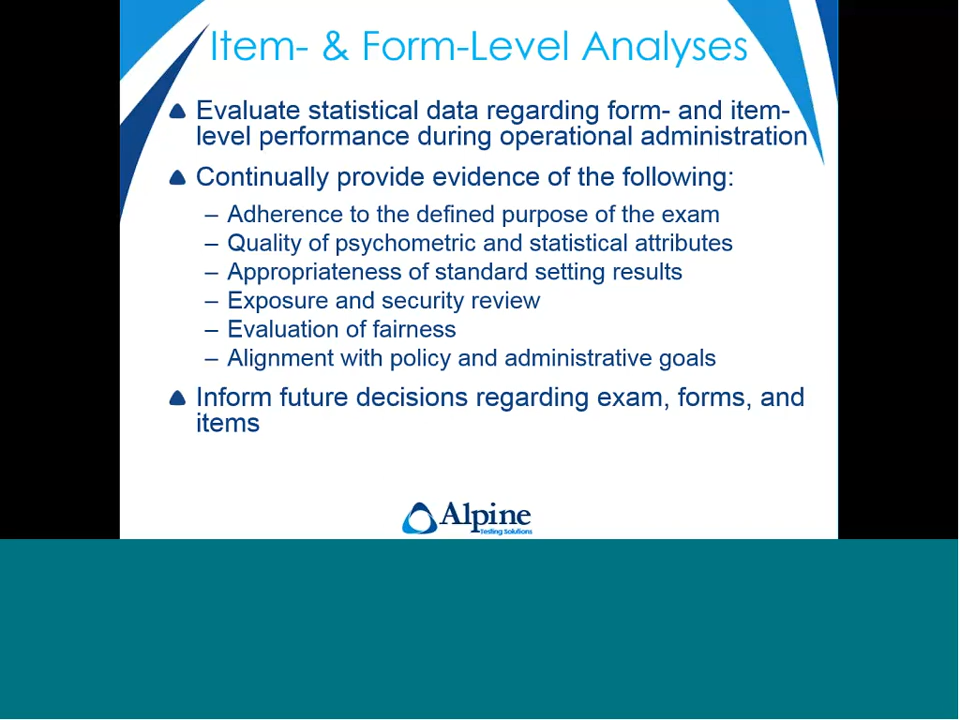 Item- & Form-Level Analyses
Evaluate statistical data regarding form- and item-
level performance during operational administration
Continually provide evidence of the following:
– Adherence to the defined purpose of the exam
– Quality of psychometric and statistical attributes
– Appropriateness of standard setting results
– Exposure and security review
– Evaluation of fairness
– Alignment with policy and administrative goals
Inform future decisions regarding exam, forms, and
items
Alpine
Testing Solutions